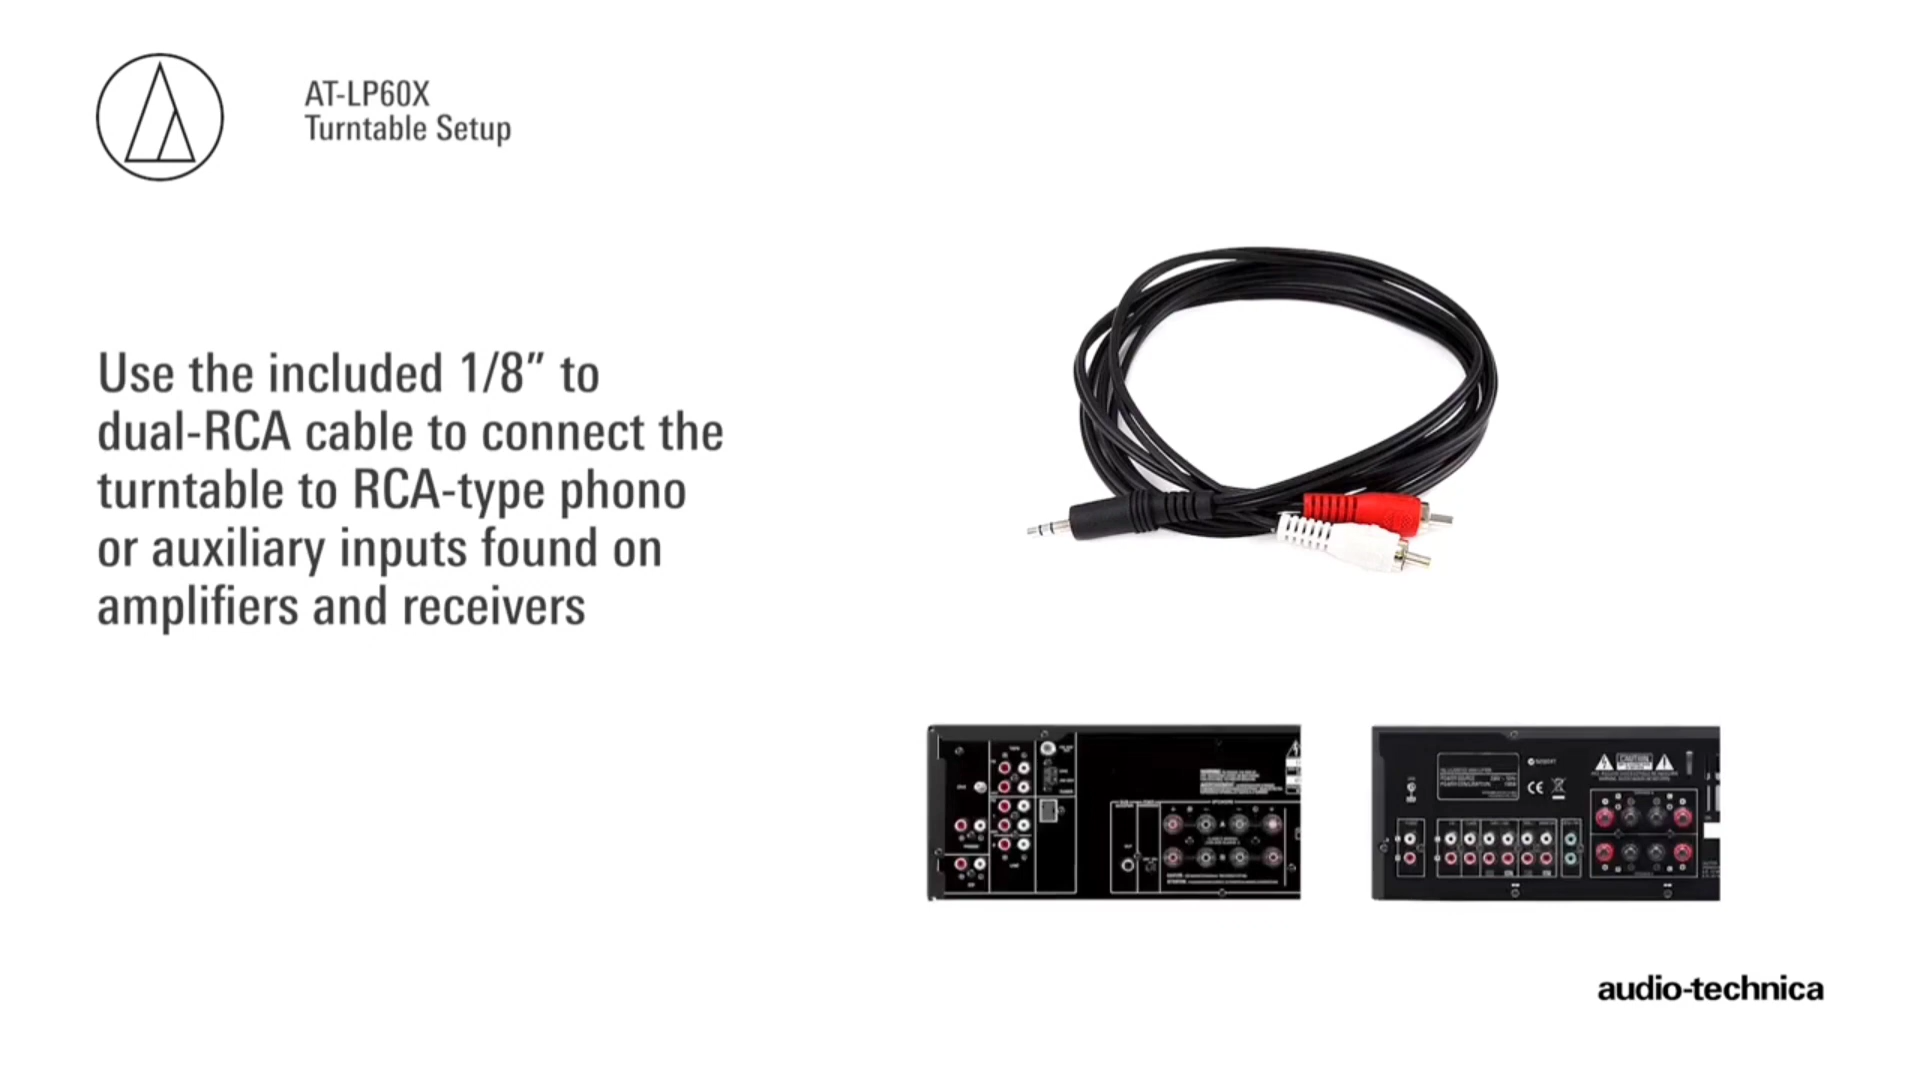 AT-LP60X
Turntable Setup
Use the included 1/8” to
dual-RCA cable to connect the
turntable to RCA-type phono
or auxiliary inputs found on
amplifiers and receivers
CAUTION
audio-technica